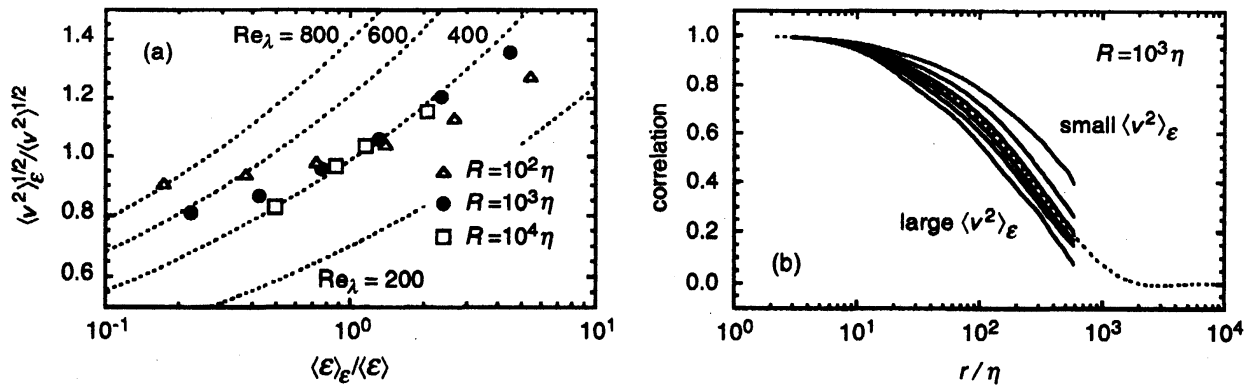 (a)
Re_λ = 800
600
400
Re_λ = 200
△ R=10²η
● R=10³η
□ R=10⁴η
1.4
1.2
1.0
0.8
0.6
10⁻¹ 10⁰ 10¹
⟨v²⟩_ε^1/2/⟨v²⟩^1/2
⟨ε⟩_ε/⟨ε⟩
(b)
R=10³η
small ⟨v²⟩_ε
large ⟨v²⟩_ε
1.0
0.8
0.6
0.4
0.2
0.0
10⁰ 10¹ 10² 10³ 10⁴
correlation
r/η